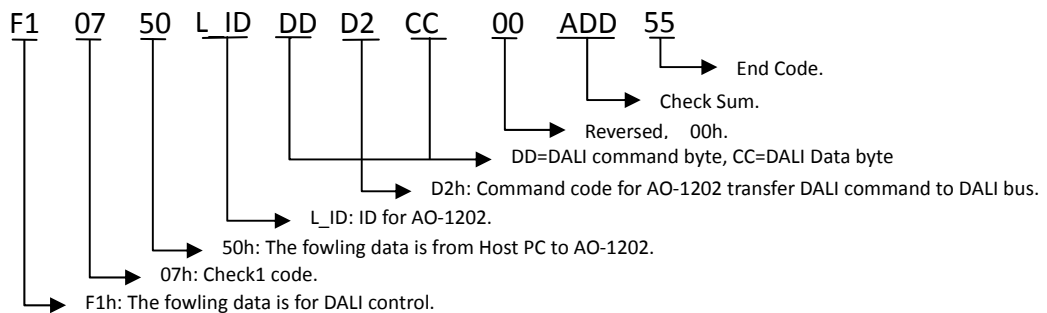 F1 07 50 L_ID DD D2 CC 00 ADD 55
End Code.
Check Sum.
Reversed, 00h.
DD=DALI command byte, CC=DALI Data byte
D2h: Command code for AO-1202 transfer DALI command to DALI bus.
L_ID: ID for AO-1202.
50h: The fowling data is from Host PC to AO-1202.
07h: Check1 code.
F1h: The fowling data is for DALI control.